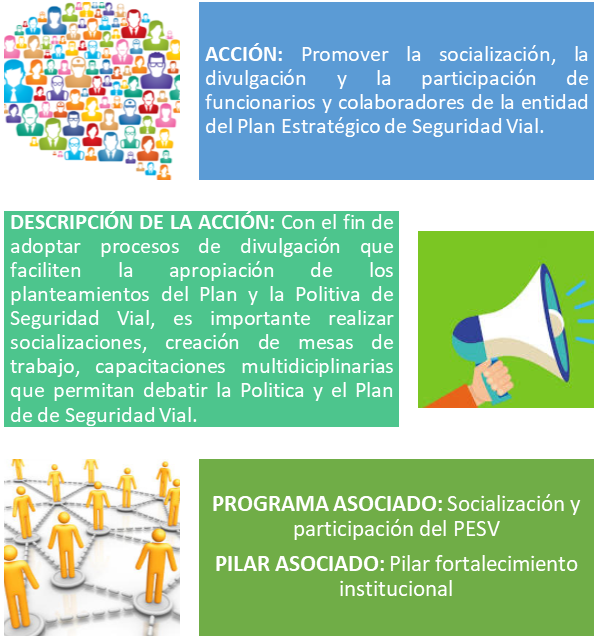 ACCIÓN: Promover la socialización, la
divulgación y la participación de
funcionarios y colaboradores de la entidad
del Plan Estratégico de Seguridad Vial.
DESCRIPCIÓN DE LA ACCIÓN: Con el fin de
adoptar procesos de divulgación que
faciliten la apropiación de los
planteamientos del Plan y la Politiva de
Seguridad Vial, es importante realizar
socializaciones, creación de mesas de
trabajo, capacitaciones multidiciplinarias
que permitan debatir la Politica y el Plan
de de Seguridad Vial.
PROGRAMA ASOCIADO: Socialización y
participación del PESV
PILAR ASOCIADO: Pilar fortalecimiento
institucional